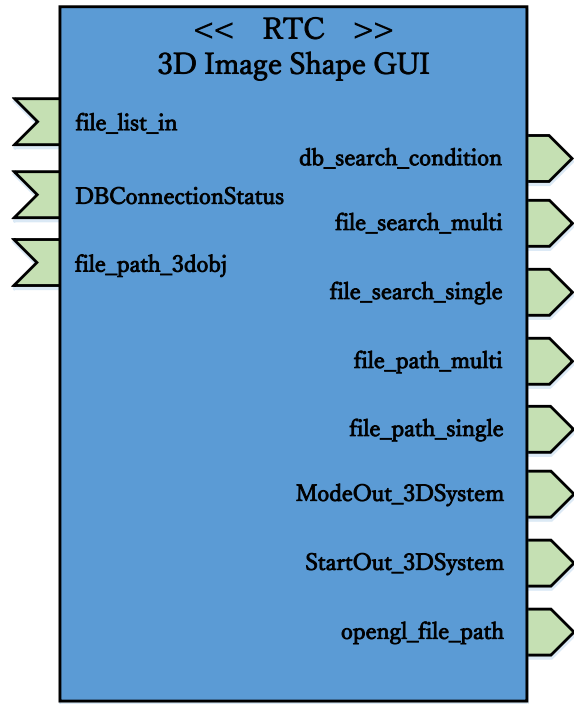 << RTC >>
3D Image Shape GUI
file_list_in
db_search_condition
DBConnectionStatus
file_search_multi
file_path_3dobj
file_search_single
file_path_multi
file_path_single
ModeOut_3DSystem
StartOut_3DSystem
opengl_file_path